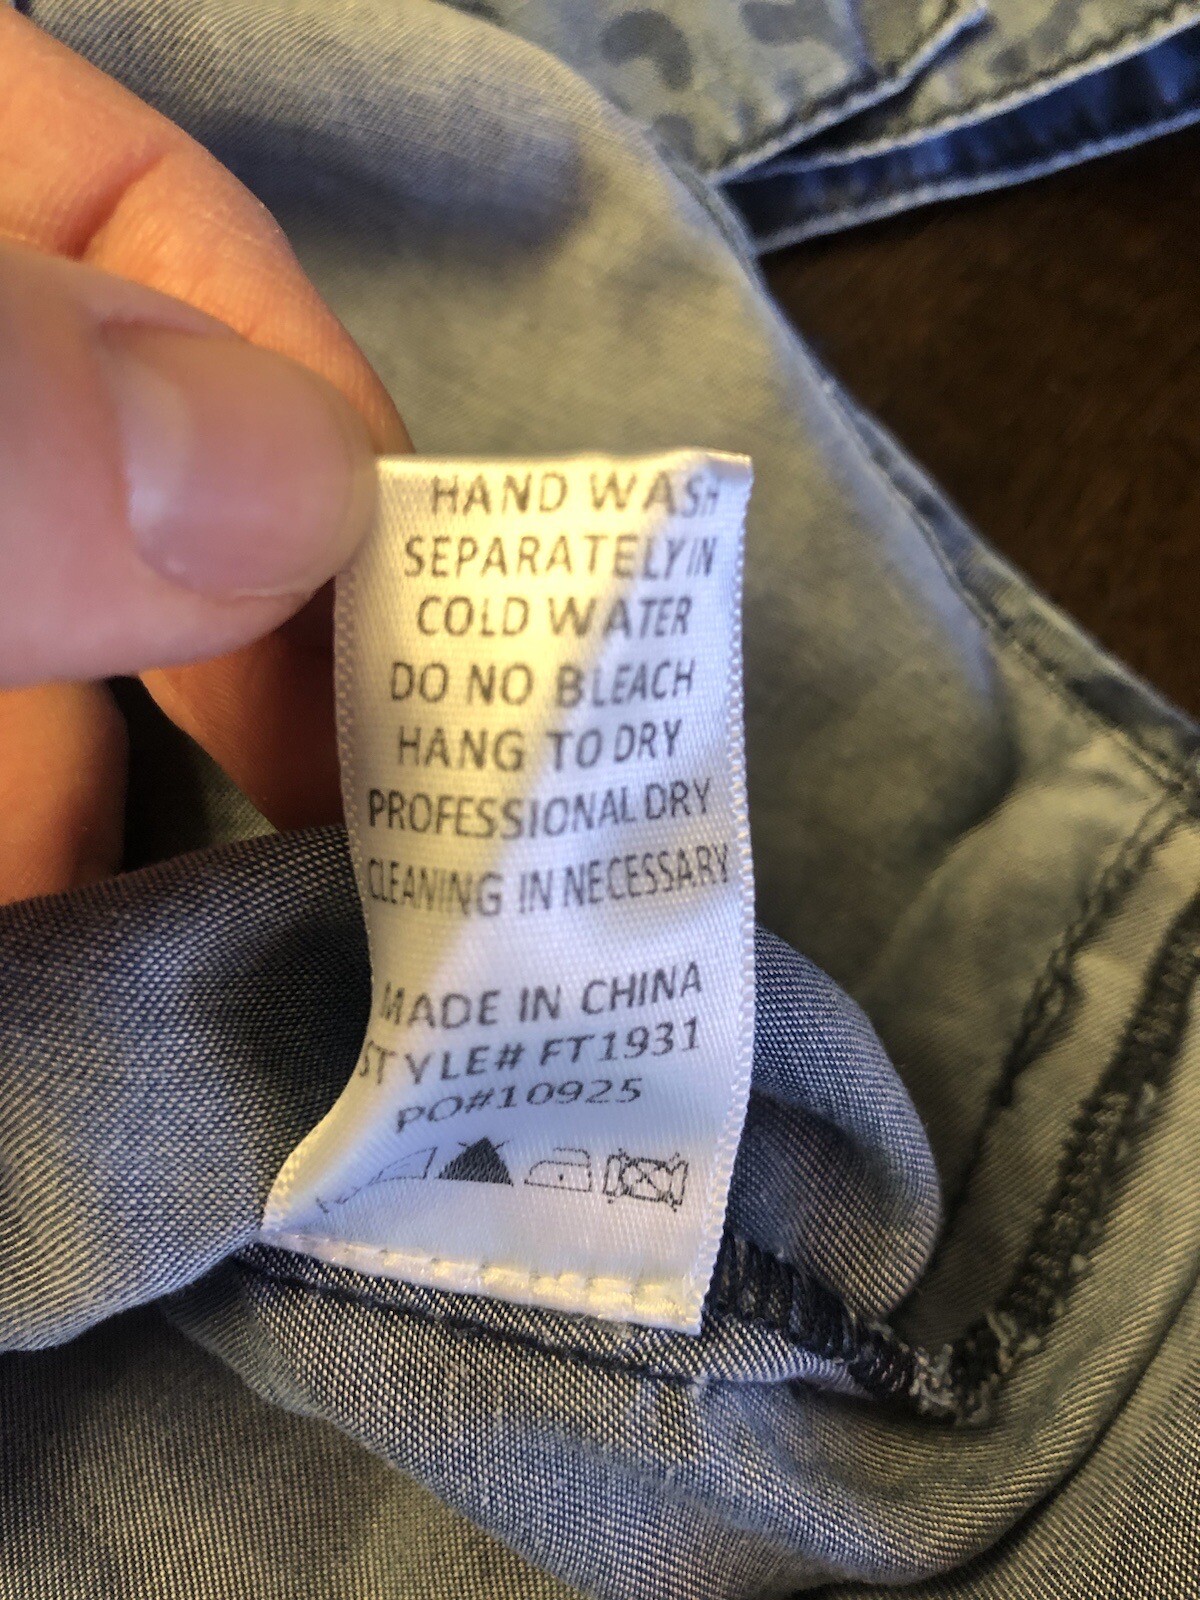 HAND WASH
SEPARATELY IN
COLD WATER
DO NO BLEACH
HANG TO DRY
PROFESSIONAL DRY
CLEANING IN NECESSARY
MADE IN CHINA
STYLE# FT1931
PO#10925